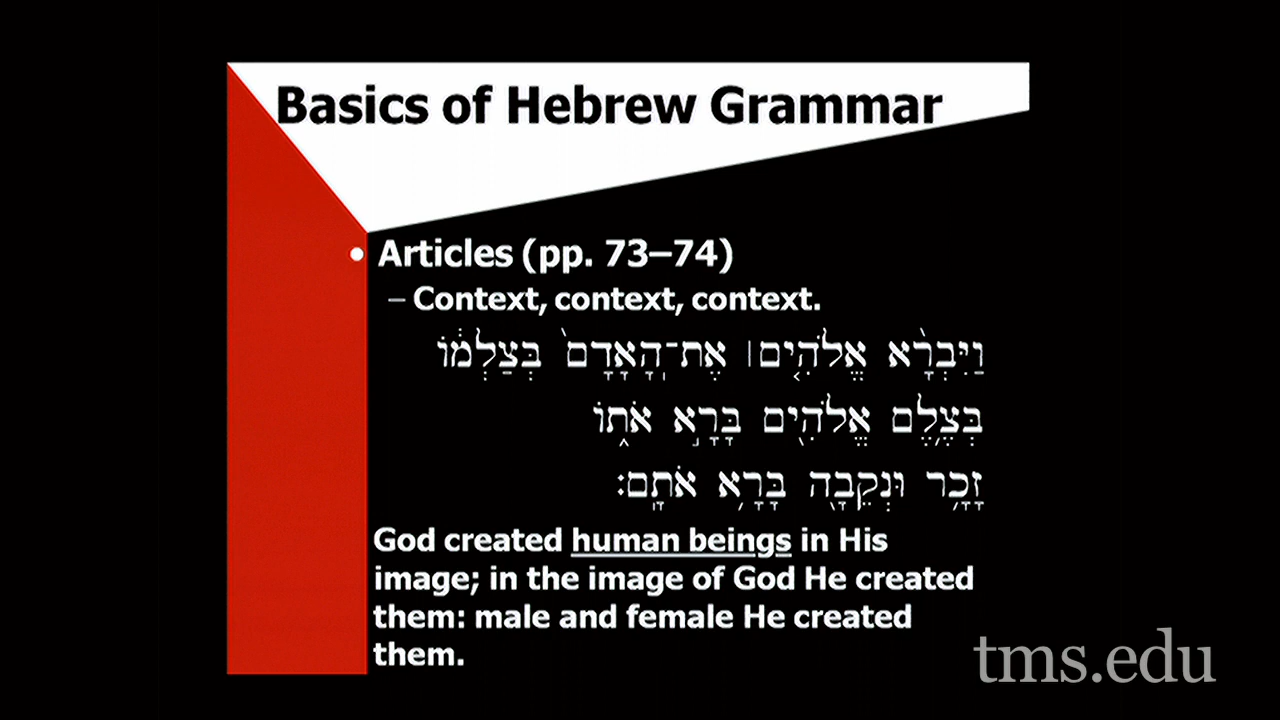 Basics of Hebrew Grammar
• Articles (pp. 73–74)
– Context, context, context.
וַיִּבְרָ֨א אֱלֹהִ֤ים׀ אֶת־הָֽאָדָם֙ בְּצַלְמ֔וֹ
בְּצֶ֥לֶם אֱלֹהִ֖ים בָּרָ֣א אֹת֑וֹ
זָכָ֥ר וּנְקֵבָ֖ה בָּרָ֥א אֹתָֽם׃
God created human beings in His
image; in the image of God He created
them: male and female He created
them.
tms.edu